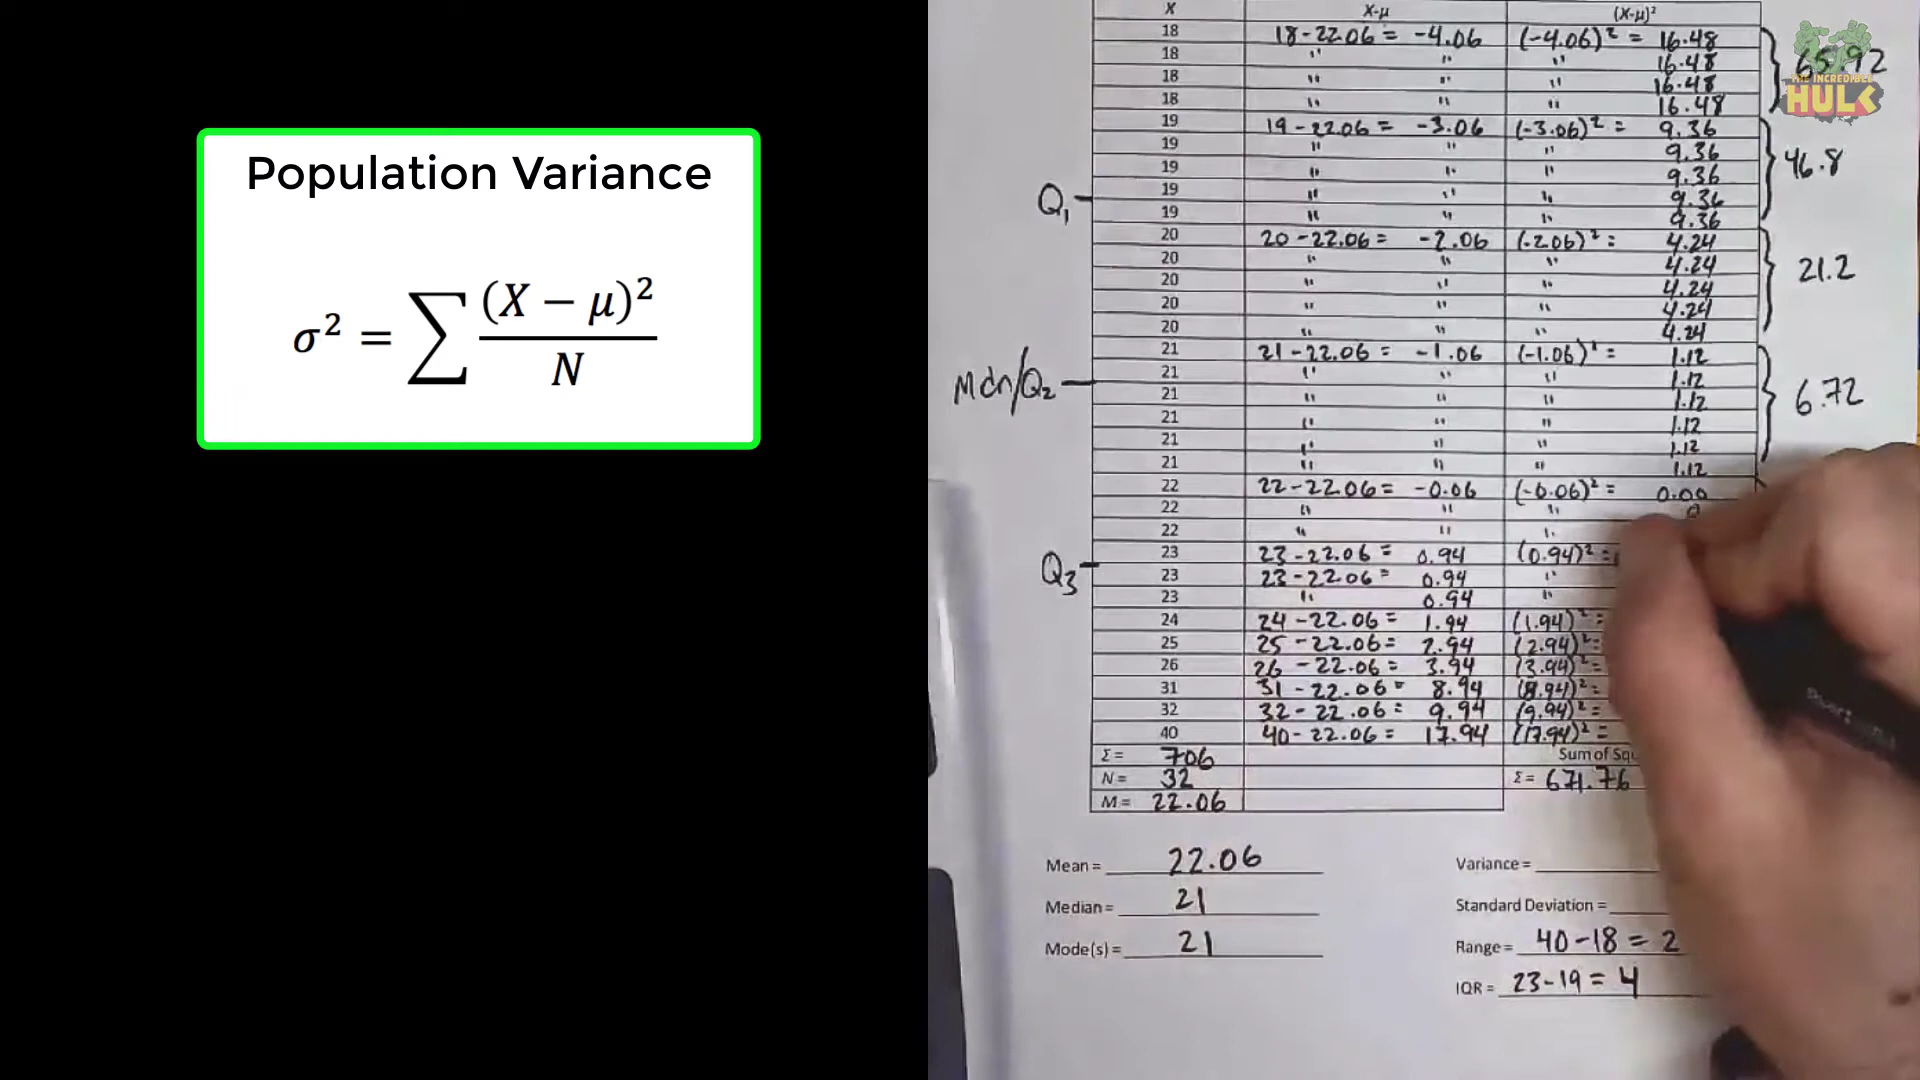 Population Variance
σ² = ∑ (X − μ)² / N
X X-μ (X-μ)²
18 18-22.06 = -4.06 (-4.06)² = 16.48
18 " " " 16.48
18 " " " 16.48
18 " " " 16.48
THE INCREDIBLE
HULK
19 19-22.06 = -3.06 (-3.06)² = 9.36
19 " " " 9.36
19 " " " 9.36 46.8
19 " " " 9.36
Q₁
19 " " " 9.36
20 20-22.06 = -2.06 (-2.06)² = 4.24
20 " " " 4.24 21.2
20 " " " 4.24
20 " " " 4.24
20 " " " 4.24
21 21-22.06 = -1.06 (-1.06)² = 1.12
21 " " " 1.12
Mdn/Q₂
21 " " " 1.12 6.72
21 " " " 1.12
21 " " " 1.12
21 " " " 1.12
22 22-22.06 = -0.06 (-0.06)² = 0.00
22 " " "
22 " " "
23 23-22.06 = 0.94 (0.94)² =
Q₃
23 23-22.06 = 0.94 "
23 " 0.94 "
24 24-22.06 = 1.94 (1.94)² =
25 25-22.06 = 2.94 (2.94)² =
26 26-22.06 = 3.94 (3.94)² =
31 31-22.06 = 8.94 (8.94)² =
32 32-22.06 = 9.94 (9.94)² =
40 40-22.06 = 17.94 (17.94)² =
Σ = 706 Sum of
N = 32 Σ = 671.76
M = 22.06
Mean = 22.06
Median = 21
Mode(s) = 21
Variance =
Standard Deviation =
Range = 40-18 = 2
IQR = 23-19 = 4